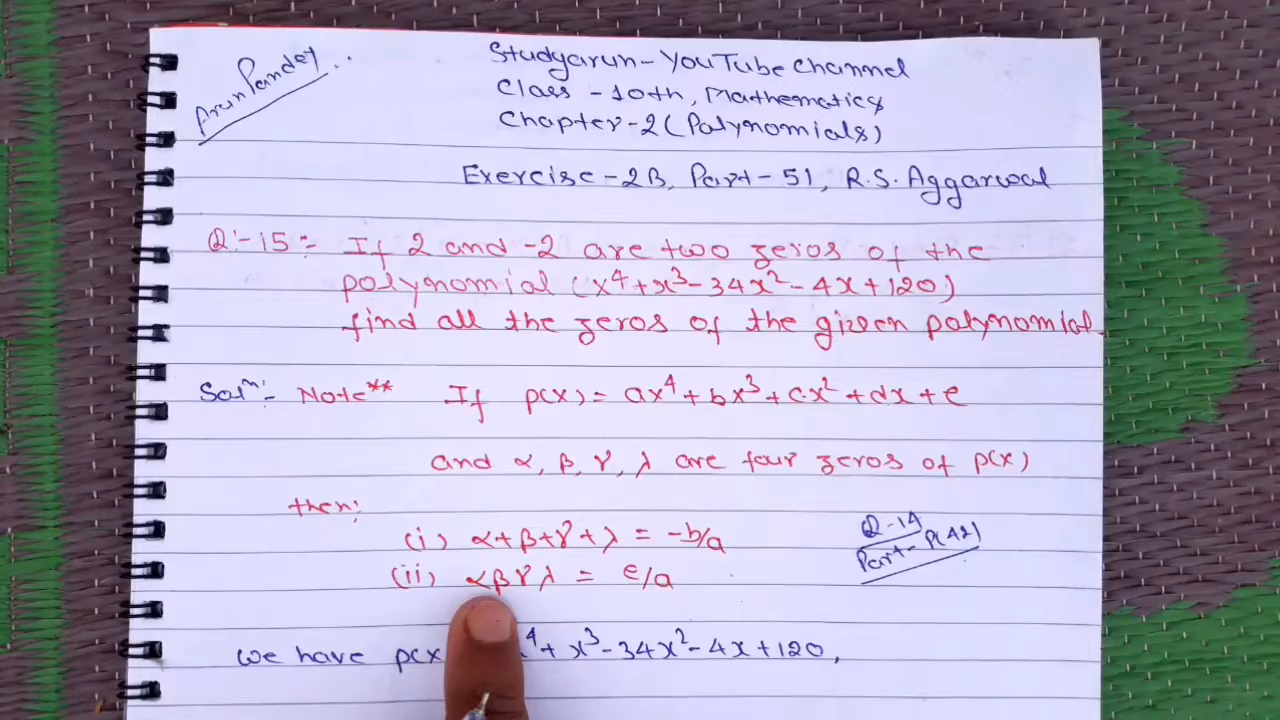 Arun Pandey...
Studyarun - YouTube Channel
Class - 10th, Mathematics
Chapter-2 (Polynomials)
Exercise - 2B, Part - 51, R.S. Aggarwal
Q:-15:- If 2 and -2 are two zeros of the
polynomial (x⁴+x³-34x²-4x+120)
find all the zeros of the given polynomial.
Solⁿ:- Note** If p(x) = ax⁴+bx³+cx²+dx+e
and α, β, γ, λ are four zeros of p(x)
then:
(i) α+β+γ+λ = -b/a
(ii) αβγλ = e/a
Q-14
Part-P(42)
We have p(x ⁴+x³-34x²-4x+120,